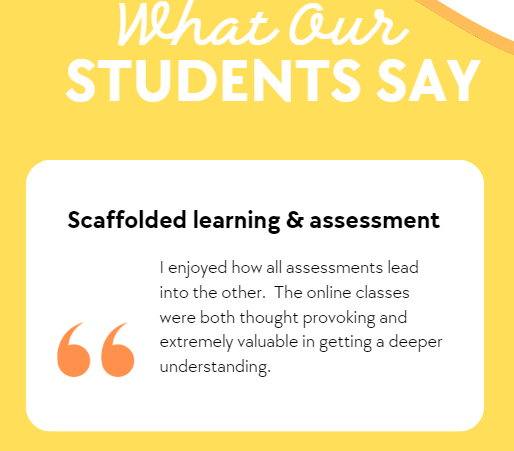 What Our
STUDENTS SAY
Scaffolded learning & assessment
I enjoyed how all assessments lead
into the other.  The online classes
were both thought provoking and
extremely valuable in getting a deeper
understanding.